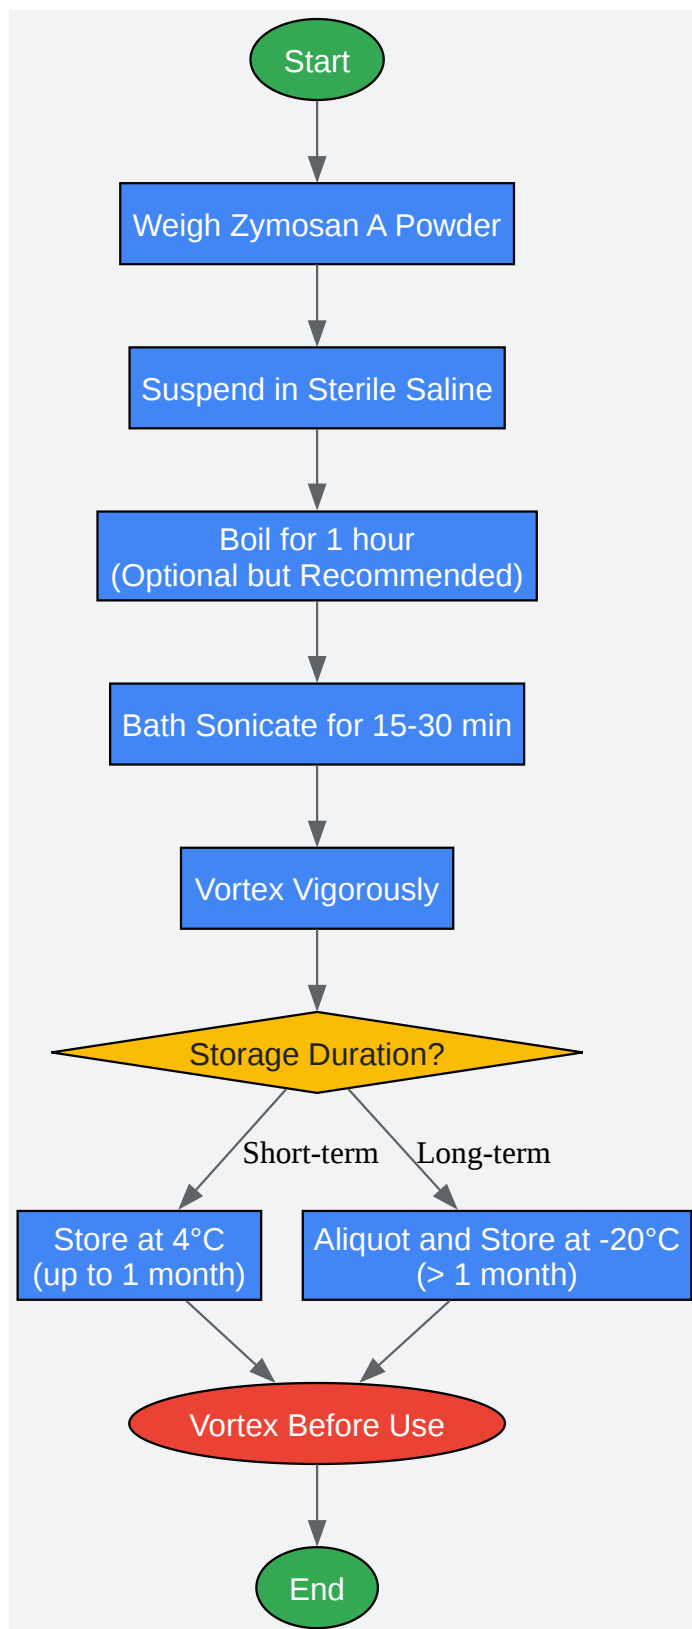 Start
Weigh Zymosan A Powder
Suspend in Sterile Saline
Boil for 1 hour
(Optional but Recommended)
Bath Sonicate for 15-30 min
Vortex Vigorously
Storage Duration?
Short-term
Long-term
Store at 4°C
(up to 1 month)
Aliquot and Store at -20°C
(> 1 month)
Vortex Before Use
End